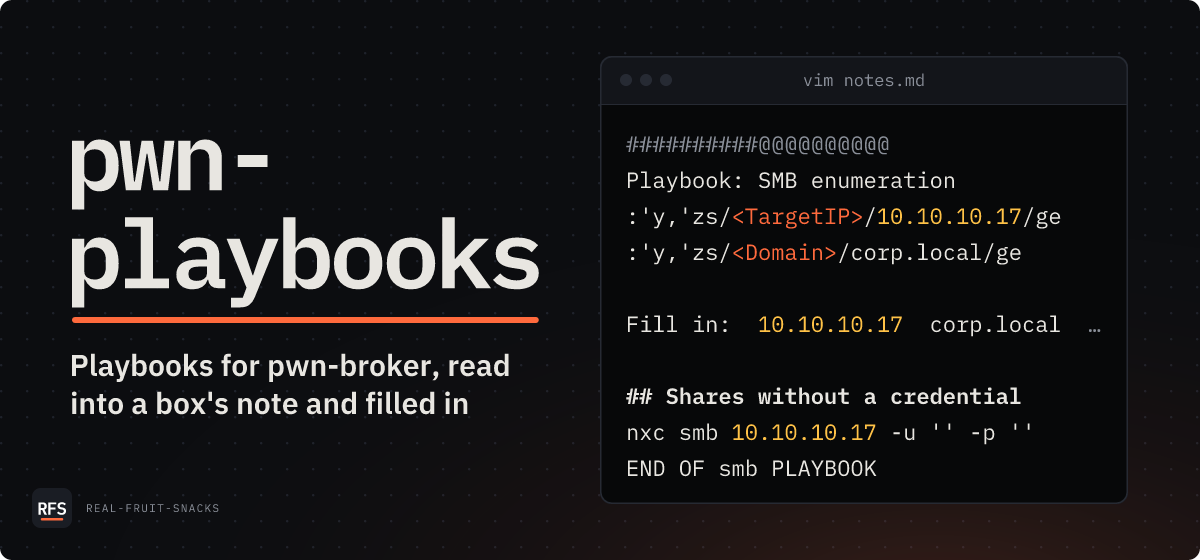 pwn-
playbooks
Playbooks for pwn-broker, read
into a box's note and filled in
RFS
REAL-FRUIT-SNACKS
vim notes.md
##########@@@@@@@@@@
Playbook: SMB enumeration
:'y,'zs/<TargetIP>/10.10.10.17/ge
:'y,'zs/<Domain>/corp.local/ge
Fill in:  10.10.10.17  corp.local  …
## Shares without a credential
nxc smb 10.10.10.17 -u '' -p ''
END OF smb PLAYBOOK